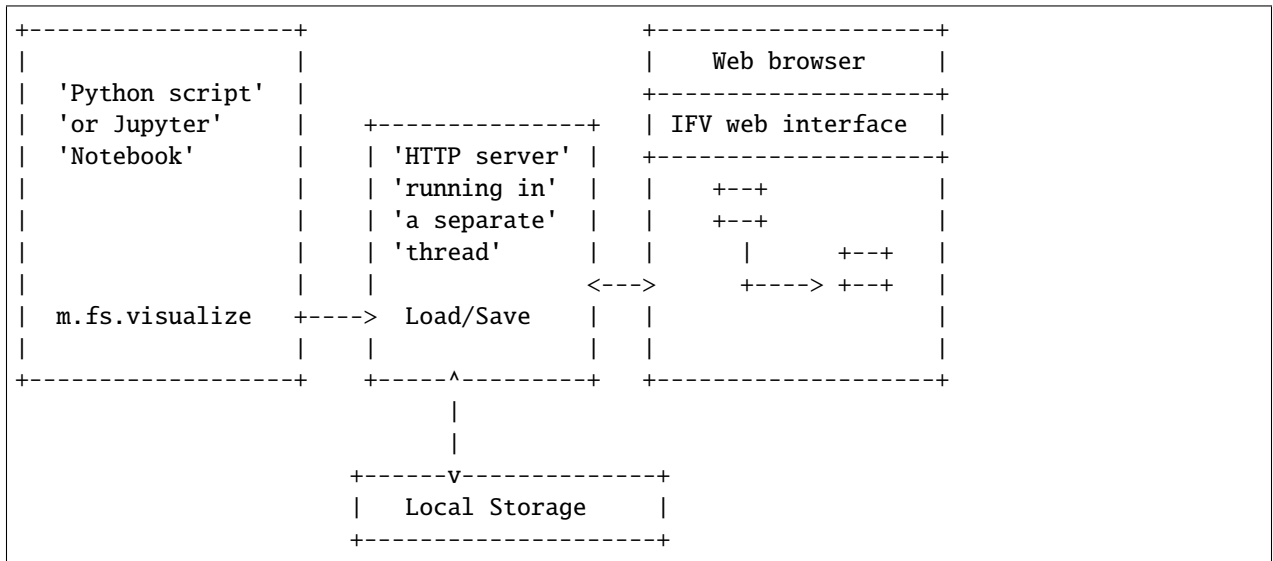 Web browser
'Python script'
'or Jupyter'
IFV web interface
'Notebook'
'HTTP server'
'running in'
'a separate'
'thread'
m.fs.visualize
Load/Save
Local Storage